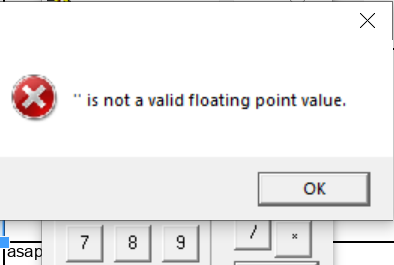 '' is not a valid floating point value.
OK
7 8 9 / *
asap